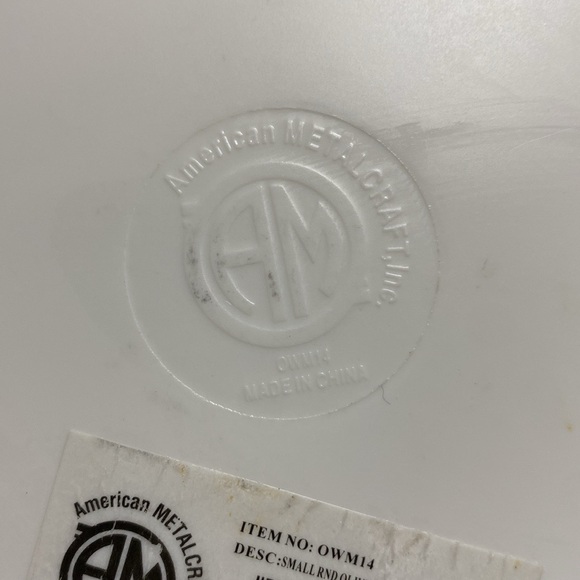 American METALCRAFT,Inc.
AM
OWM14
MADE IN CHINA
American METALCR
AM
ITEM NO: OWM14
DESC:SMALL RND